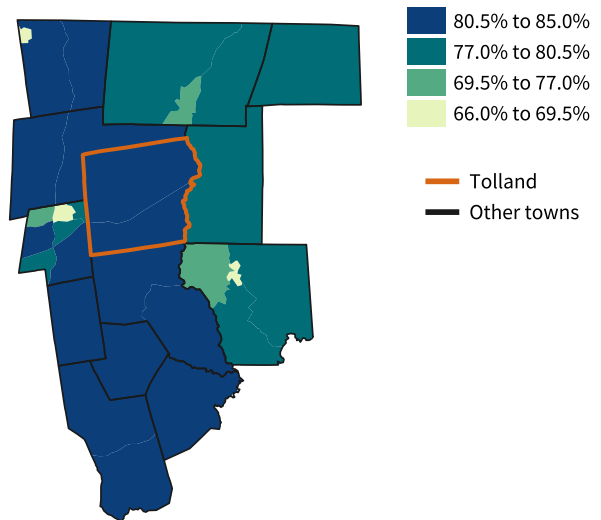 80.5% to 85.0%
77.0% to 80.5%
69.5% to 77.0%
66.0% to 69.5%
Tolland
Other towns